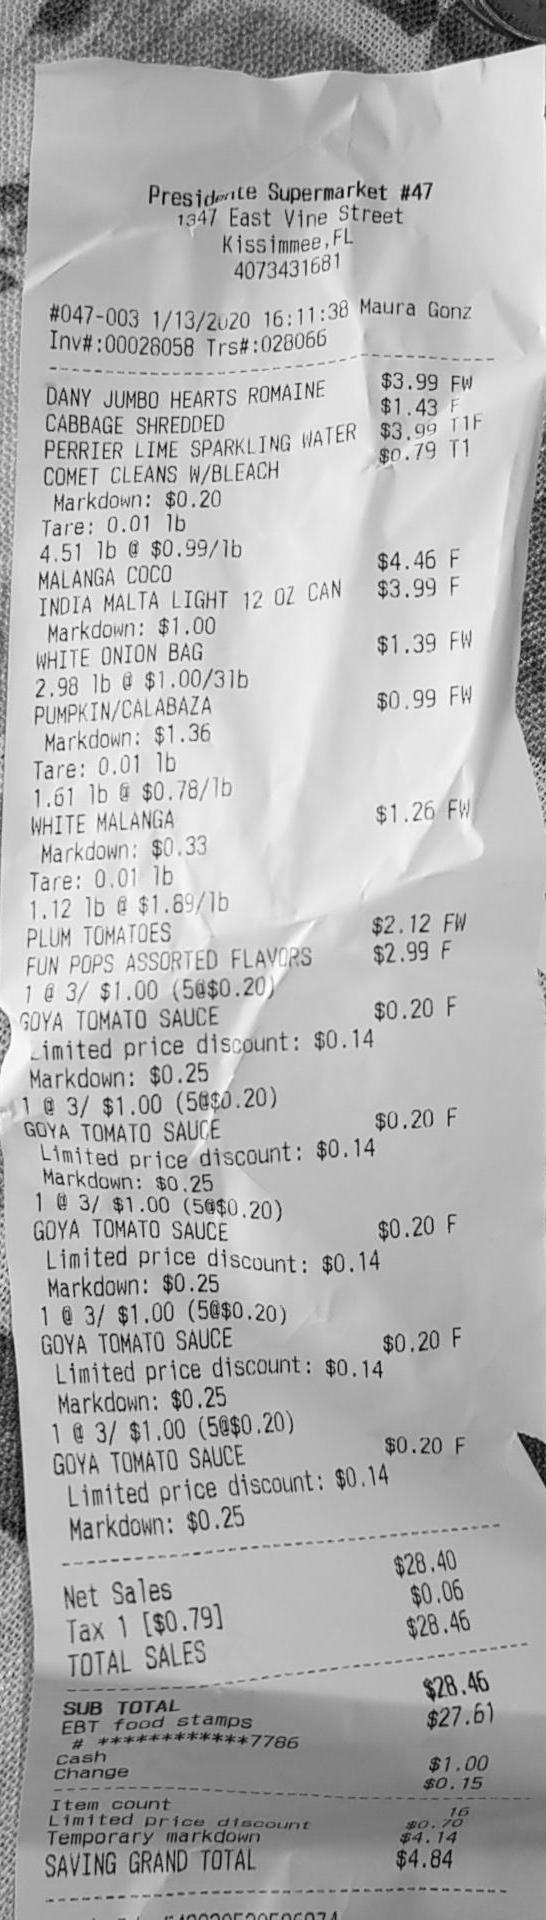 Presidente Supermarket #47
1347 East Vine Street
Kissimmee,FL
4073431681
#047-003 1/13/2020 16:11:38 Maura Gonz
Inv#:00028058 Trs#:028066
DANY JUMBO HEARTS ROMAINE $3.99 FW
CABBAGE SHREDDED $1.43 F
PERRIER LIME SPARKLING WATER $3.99 T1F
COMET CLEANS W/BLEACH $0.79 T1
Markdown: $0.20
Tare: 0.01 lb
4.51 lb @ $0.99/lb
MALANGA COCO $4.46 F
INDIA MALTA LIGHT 12 OZ CAN $3.99 F
Markdown: $1.00
WHITE ONION BAG $1.39 FW
2.98 lb @ $1.00/3lb
PUMPKIN/CALABAZA $0.99 FW
Markdown: $1.36
Tare: 0.01 lb
1.61 lb @ $0.78/lb
WHITE MALANGA $1.26 FW
Markdown: $0.33
Tare: 0.01 lb
1.12 lb @ $1.89/lb
PLUM TOMATOES $2.12 FW
FUN POPS ASSORTED FLAVORS $2.99 F
1 @ 3/ $1.00 (5@$0.20)
GOYA TOMATO SAUCE $0.20 F
Limited price discount: $0.14
Markdown: $0.25
1 @ 3/ $1.00 (5@$0.20)
GOYA TOMATO SAUCE $0.20 F
Limited price discount: $0.14
Markdown: $0.25
1 @ 3/ $1.00 (5@$0.20)
GOYA TOMATO SAUCE $0.20 F
Limited price discount: $0.14
Markdown: $0.25
1 @ 3/ $1.00 (5@$0.20)
GOYA TOMATO SAUCE $0.20 F
Limited price discount: $0.14
Markdown: $0.25
1 @ 3/ $1.00 (5@$0.20)
GOYA TOMATO SAUCE $0.20 F
Limited price discount: $0.14
Markdown: $0.25
Net Sales $28.40
Tax 1 [$0.79] $0.06
TOTAL SALES $28.46
SUB TOTAL $28.46
EBT food stamps $27.61
# ************7786
Cash $1.00
Change $0.15
Item count 16
Limited price discount $0.70
Temporary markdown $4.14
SAVING GRAND TOTAL $4.84